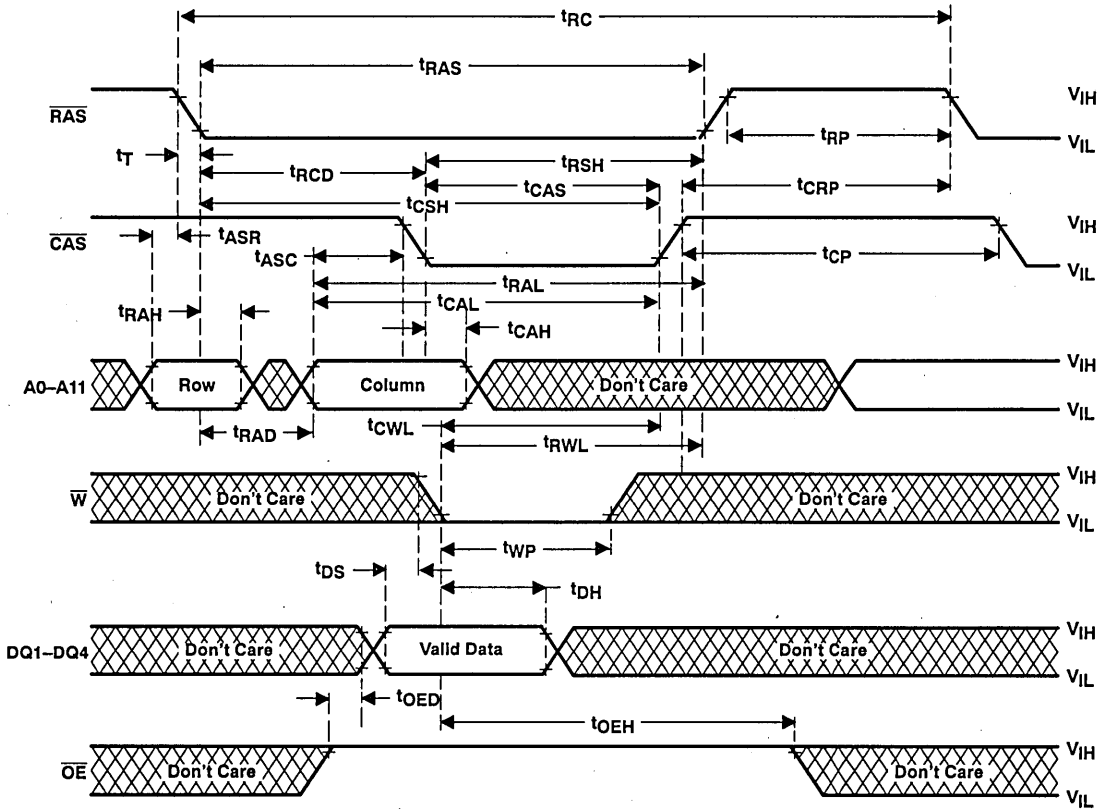 tRC
tRAS
RAS
VIH
tRP
VIL
tT
tRCD
tRSH
tCAS
tCRP
tCSH
CAS
VIH
tASR
tASC
tCP
VIL
tRAL
tCAL
tRAH
tCAH
A0–A11
Row
Column
Don't Care
VIH
VIL
tCWL
tRAD
tRWL
W
Don't Care
Don't Care
VIH
VIL
tWP
tDS
tDH
DQ1–DQ4
Don't Care
Valid Data
Don't Care
VIH
VIL
tOED
tOEH
OE
Don't Care
Don't Care
VIH
VIL